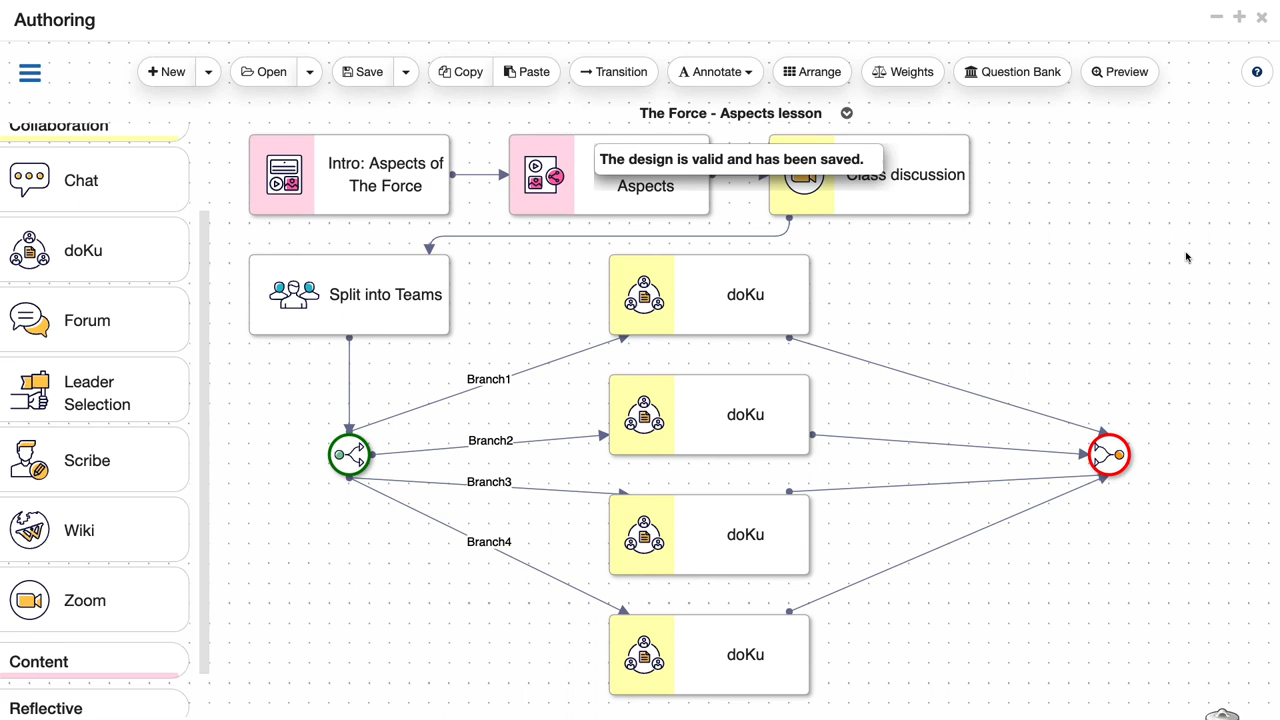 Authoring
New
Open
Save
Copy
Paste
Transition
Annotate
Arrange
Weights
Question Bank
Preview
?
The Force - Aspects lesson
Collaboration
Chat
doKu
Forum
Leader
Selection
Scribe
Wiki
Zoom
Content
Reflective
Intro: Aspects of
The Force
The design is valid and has been saved.
Aspects
Class discussion
Split into Teams
doKu
Branch1
doKu
Branch2
Branch3
doKu
Branch4
doKu